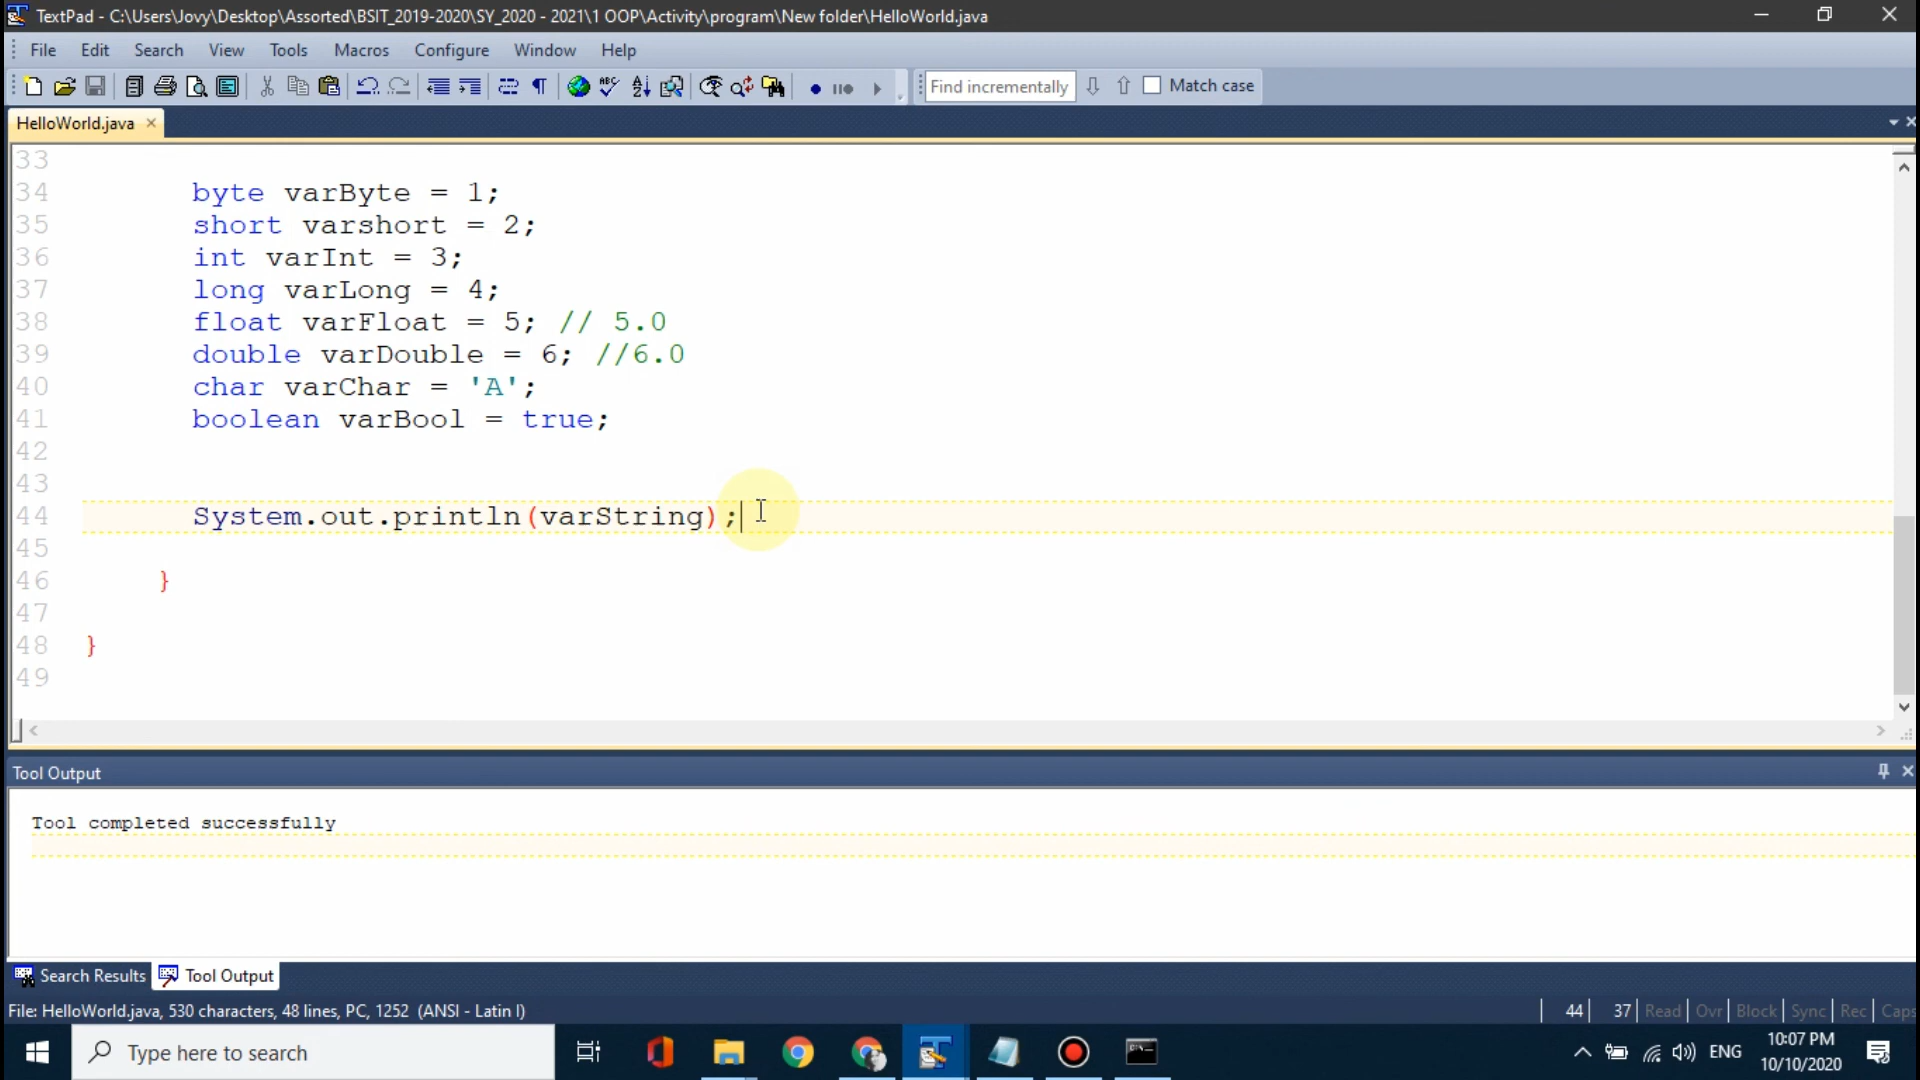 TextPad - C:\Users\Jovy\Desktop\Assorted\BSIT_2019-2020\SY_2020 - 2021\1 OOP\Activity\program\New folder\HelloWorld.java
File Edit Search View Tools Macros Configure Window Help
Find incrementally Match case
HelloWorld.java
33
34 byte varByte = 1;
35 short varshort = 2;
36 int varInt = 3;
37 long varLong = 4;
38 float varFloat = 5; // 5.0
39 double varDouble = 6; //6.0
40 char varChar = 'A';
41 boolean varBool = true;
42
43
44 System.out.println(varString);
45
46 }
47
48 }
49
Tool Output
Tool completed successfully
Search Results Tool Output
File: HelloWorld.java, 530 characters, 48 lines, PC, 1252 (ANSI - Latin I) 44 37 Read Ovr Block Sync Rec Caps
Type here to search ENG 10:07 PM
10/10/2020